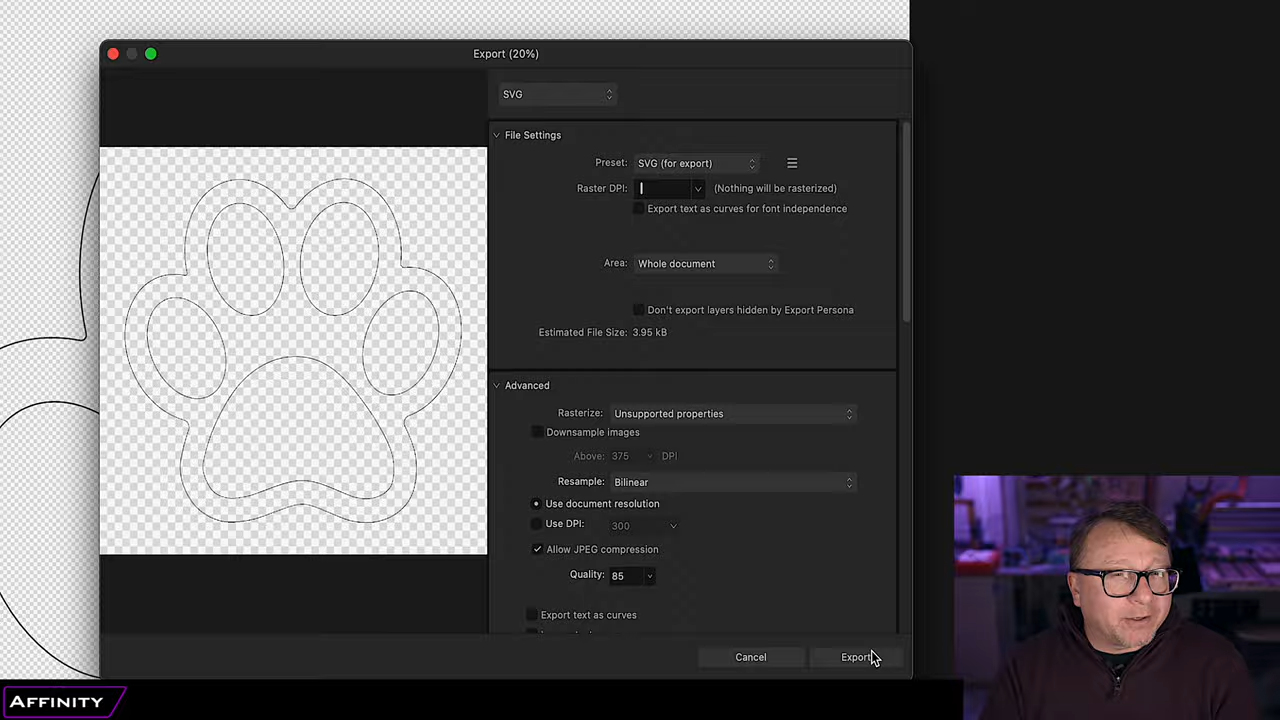 Export (20%)
SVG
File Settings
Preset: SVG (for export)
Raster DPI: (Nothing will be rasterized)
Export text as curves for font independence
Area: Whole document
Don't export layers hidden by Export Persona
Estimated File Size: 3.95 kB
Advanced
Rasterize: Unsupported properties
Downsample images
Above: 375 DPI
Resample: Bilinear
Use document resolution
Use DPI: 300
Allow JPEG compression
Quality: 85
Export text as curves
Cancel Export
AFFINITY